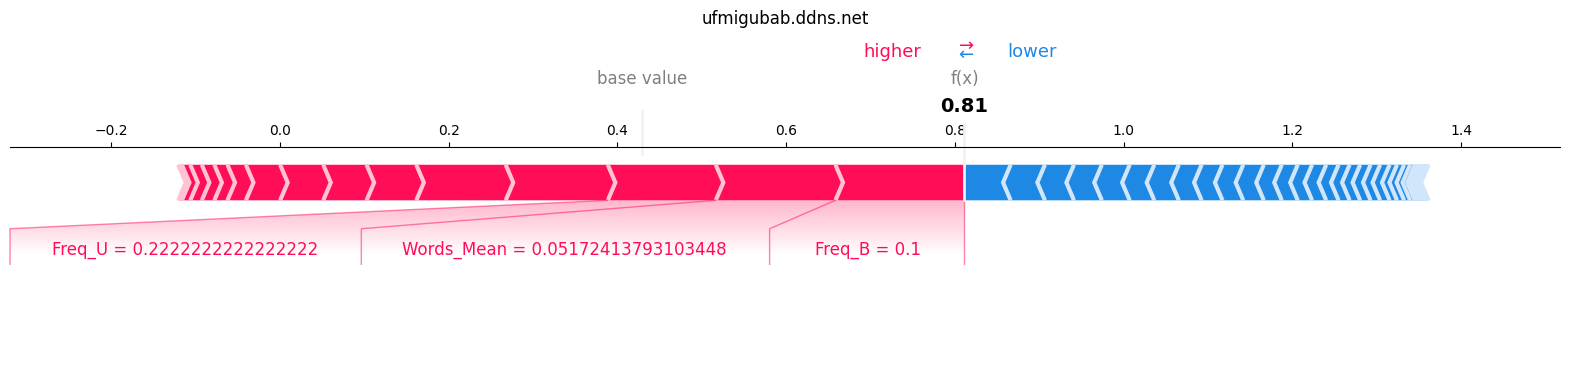 ufmigubab.ddns.net
higher → ← lower
base value f(x)
0.81
−0.2 0.0 0.2 0.4 0.6 0.8 1.0 1.2 1.4
Freq_U = 0.2222222222222222 Words_Mean = 0.05172413793103448 Freq_B = 0.1